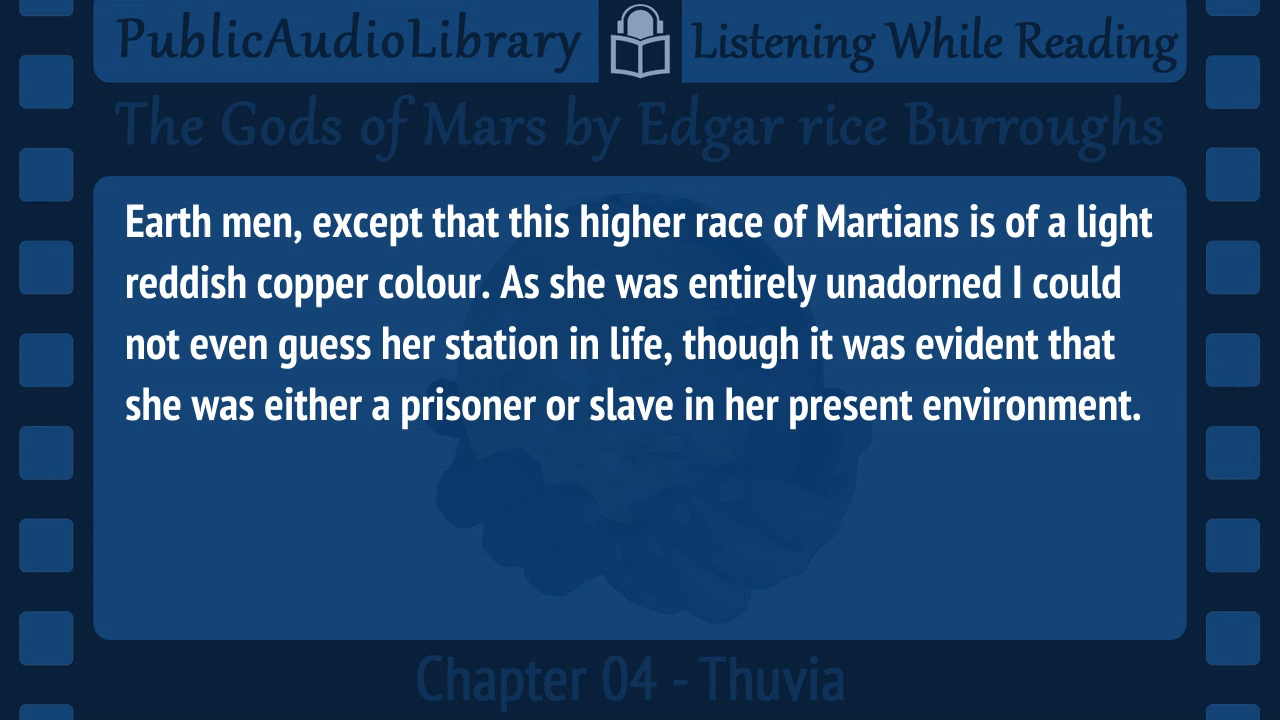 PublicAudioLibrary Listening While Reading
The Gods of Mars by Edgar rice Burroughs
Earth men, except that this higher race of Martians is of a light
reddish copper colour. As she was entirely unadorned I could
not even guess her station in life, though it was evident that
she was either a prisoner or slave in her present environment.
Chapter 04 - Thuvia